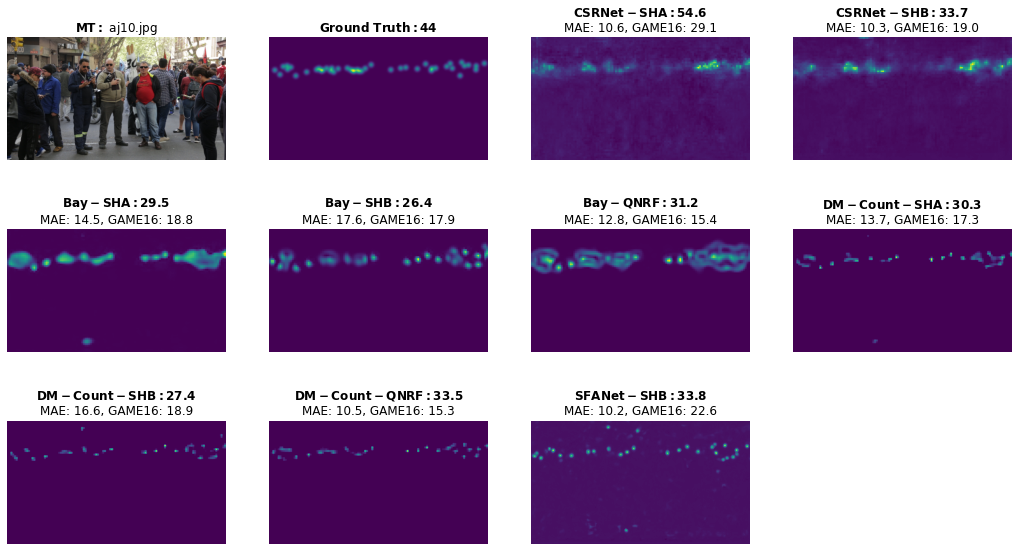 MT: aj10.jpg
Ground Truth: 44
CSRNet-SHA: 54.6
MAE: 10.6, GAME16: 29.1
CSRNet-SHB: 33.7
MAE: 10.3, GAME16: 19.0
Bay-SHA: 29.5
MAE: 14.5, GAME16: 18.8
Bay-SHB: 26.4
MAE: 17.6, GAME16: 17.9
Bay-QNRF: 31.2
MAE: 12.8, GAME16: 15.4
DM-Count-SHA: 30.3
MAE: 13.7, GAME16: 17.3
DM-Count-SHB: 27.4
MAE: 16.6, GAME16: 18.9
DM-Count-QNRF: 33.5
MAE: 10.5, GAME16: 15.3
SFANet-SHB: 33.8
MAE: 10.2, GAME16: 22.6